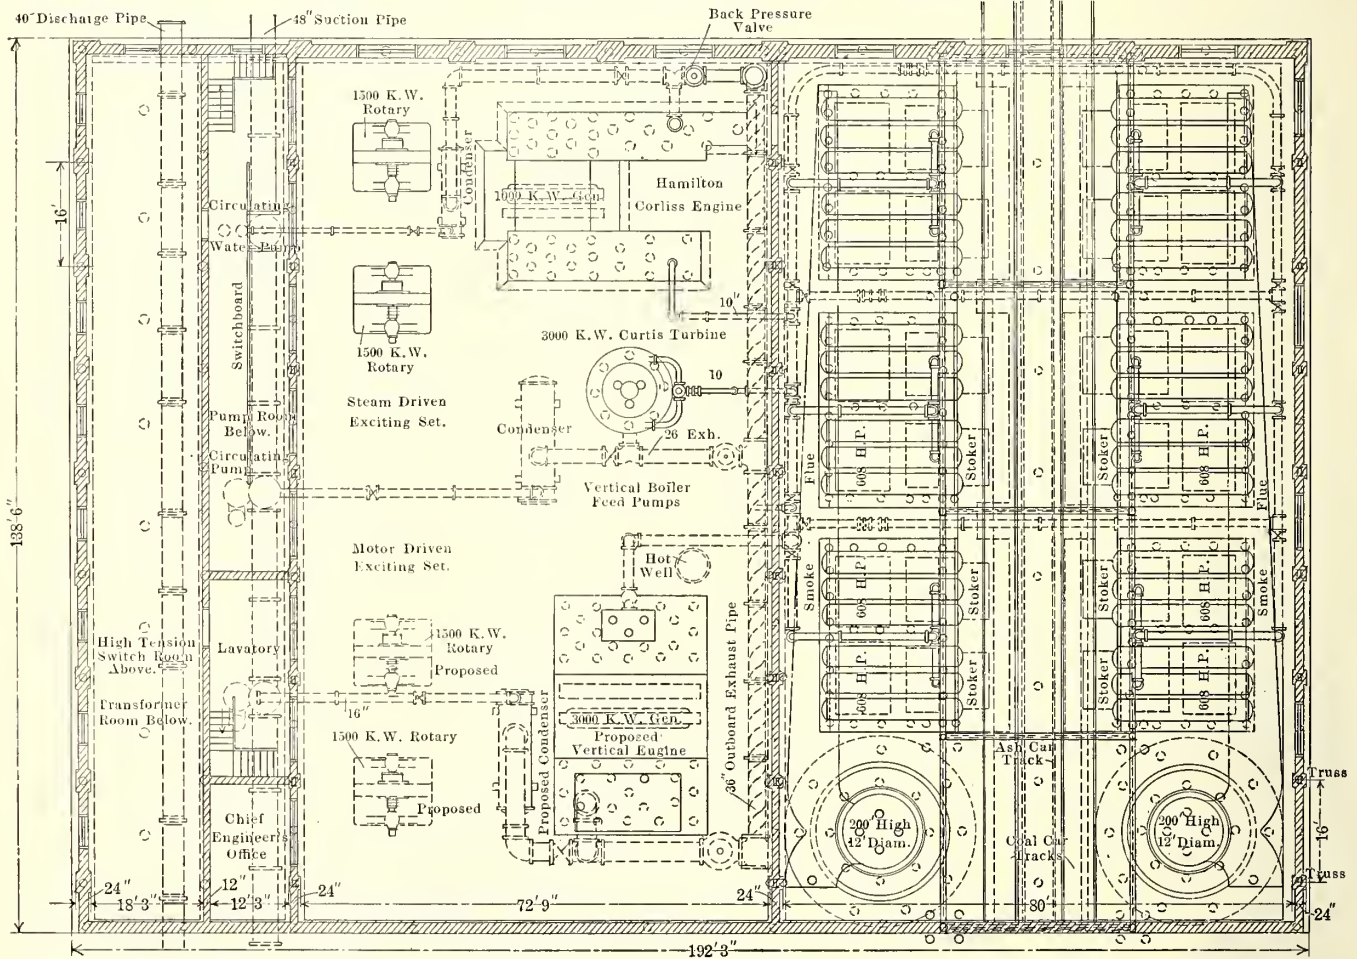 40" Discharge Pipe
48" Suction Pipe
Back Pressure
Valve
1500 K.W.
Rotary
Condenser
1000 K.W. Gen.
Hamilton
Corliss Engine
16'
Circulating
Water Pump
Switchboard
1500 K.W.
Rotary
10"
3000 K.W. Curtis Turbine
10
Steam Driven
Exciting Set.
Condenser
26 Exh.
Pump Room
Below.
Circulating
Pump
Vertical Boiler
Feed Pumps
Flue
608 H.P.
Stoker
Stoker
608 H.P.
Flue
138'-6"
Motor Driven
Exciting Set.
Hot
Well
Smoke
608 H.P.
Stoker
Stoker
608 H.P.
Smoke
High Tension
Switch Room
Above.
Lavatory
1500 K.W.
Rotary
Proposed
608 H.P.
Stoker
Stoker
608 H.P.
Transformer
Room Below.
16"
Proposed Condenser
3000 K.W. Gen.
Proposed
Vertical Engine
36" Outboard Exhaust Pipe
1500 K.W. Rotary
Proposed
Ash Car
Track
Truss
Chief
Engineer's
Office
200' High
12' Diam.
Coal Car
Tracks
200' High
12' Diam.
16'
Truss
24"
18'3"
12"
12'3"
24"
72'9"
24"
80'
24"
192'3"